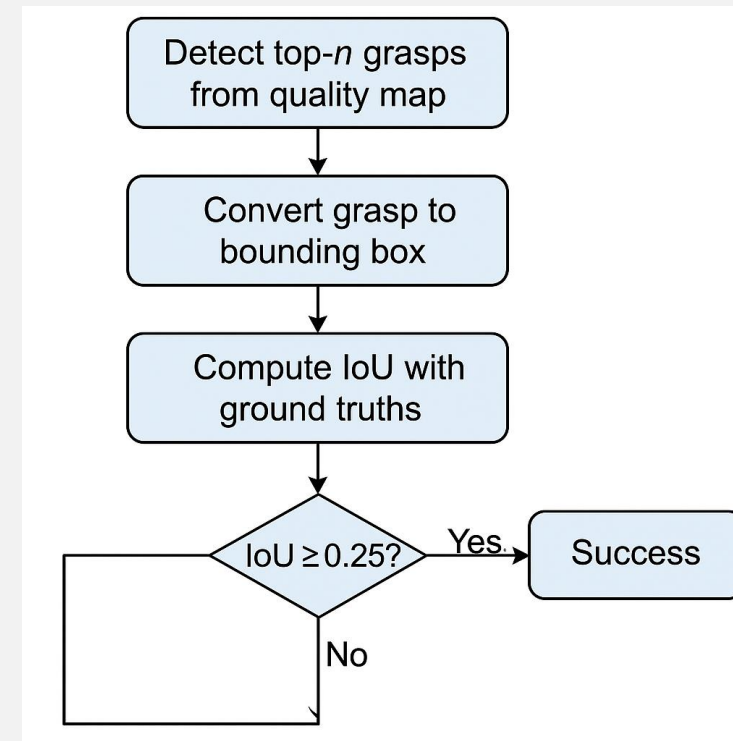 Detect top-n grasps
from quality map
Convert grasp to
bounding box
Compute IoU with
ground truths
IoU ≥ 0.25?
Yes.
Success
No